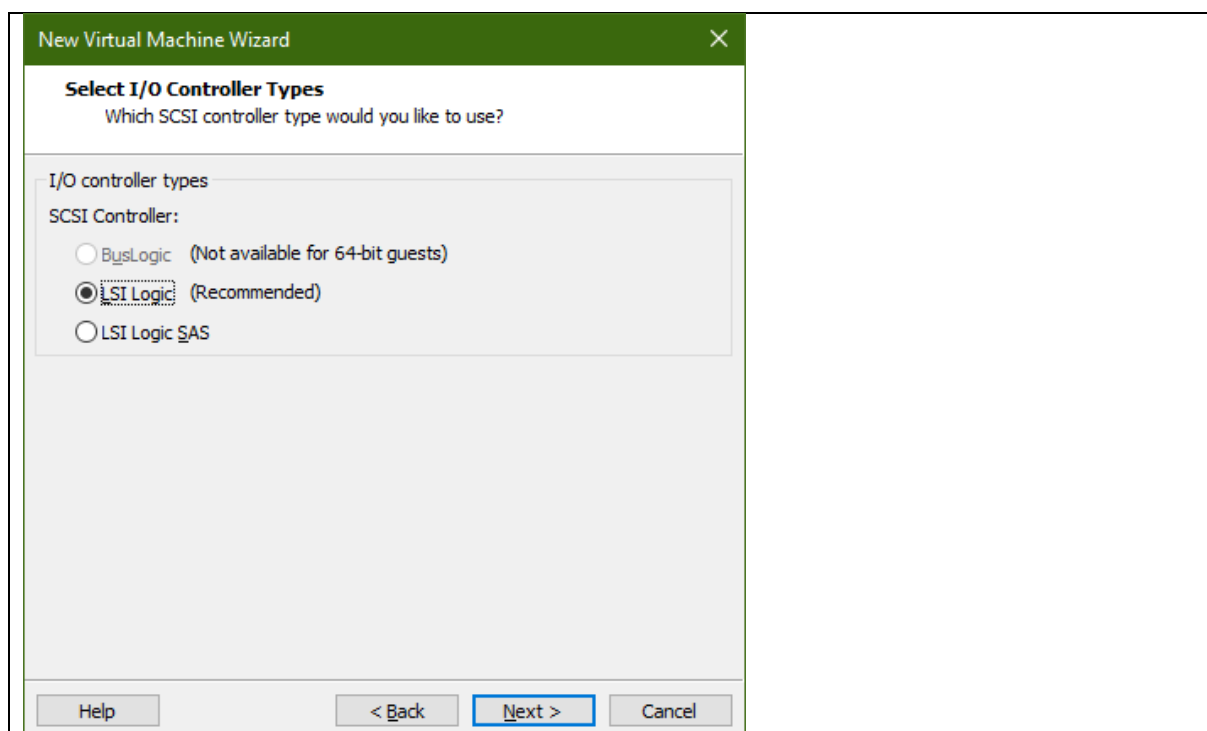 New Virtual Machine Wizard
Select I/O Controller Types
Which SCSI controller type would you like to use?
I/O controller types
SCSI Controller:
BusLogic (Not available for 64-bit guests)
LSI Logic (Recommended)
LSI Logic SAS
Help < Back Next > Cancel